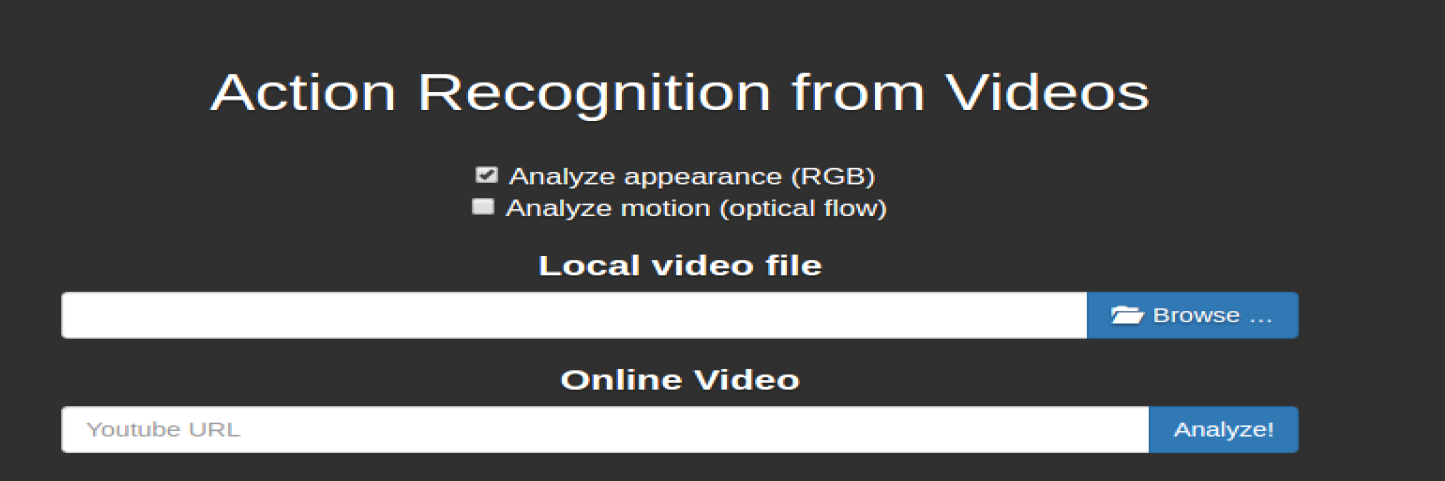 Action Recognition from Videos
Analyze appearance (RGB)
Analyze motion (optical flow)
Local video file
Browse ...
Online Video
Youtube URL
Analyze!